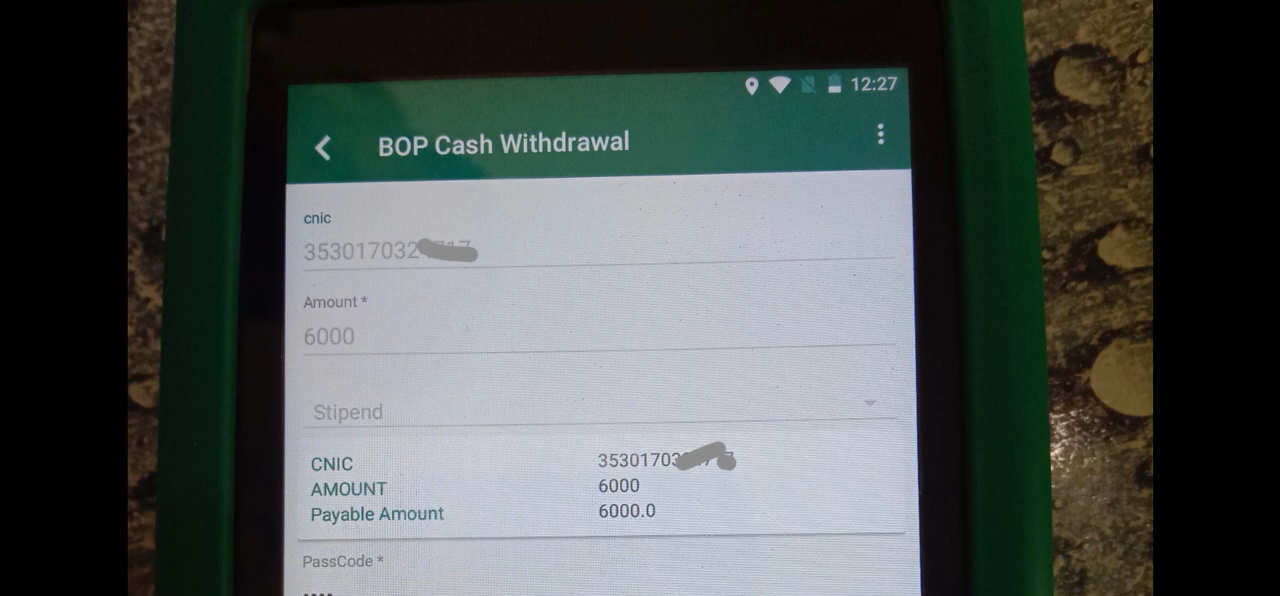 12:27
BOP Cash Withdrawal
cnic
353017032
Amount *
6000
Stipend
CNIC 35301703
AMOUNT 6000
Payable Amount 6000.0
PassCode *